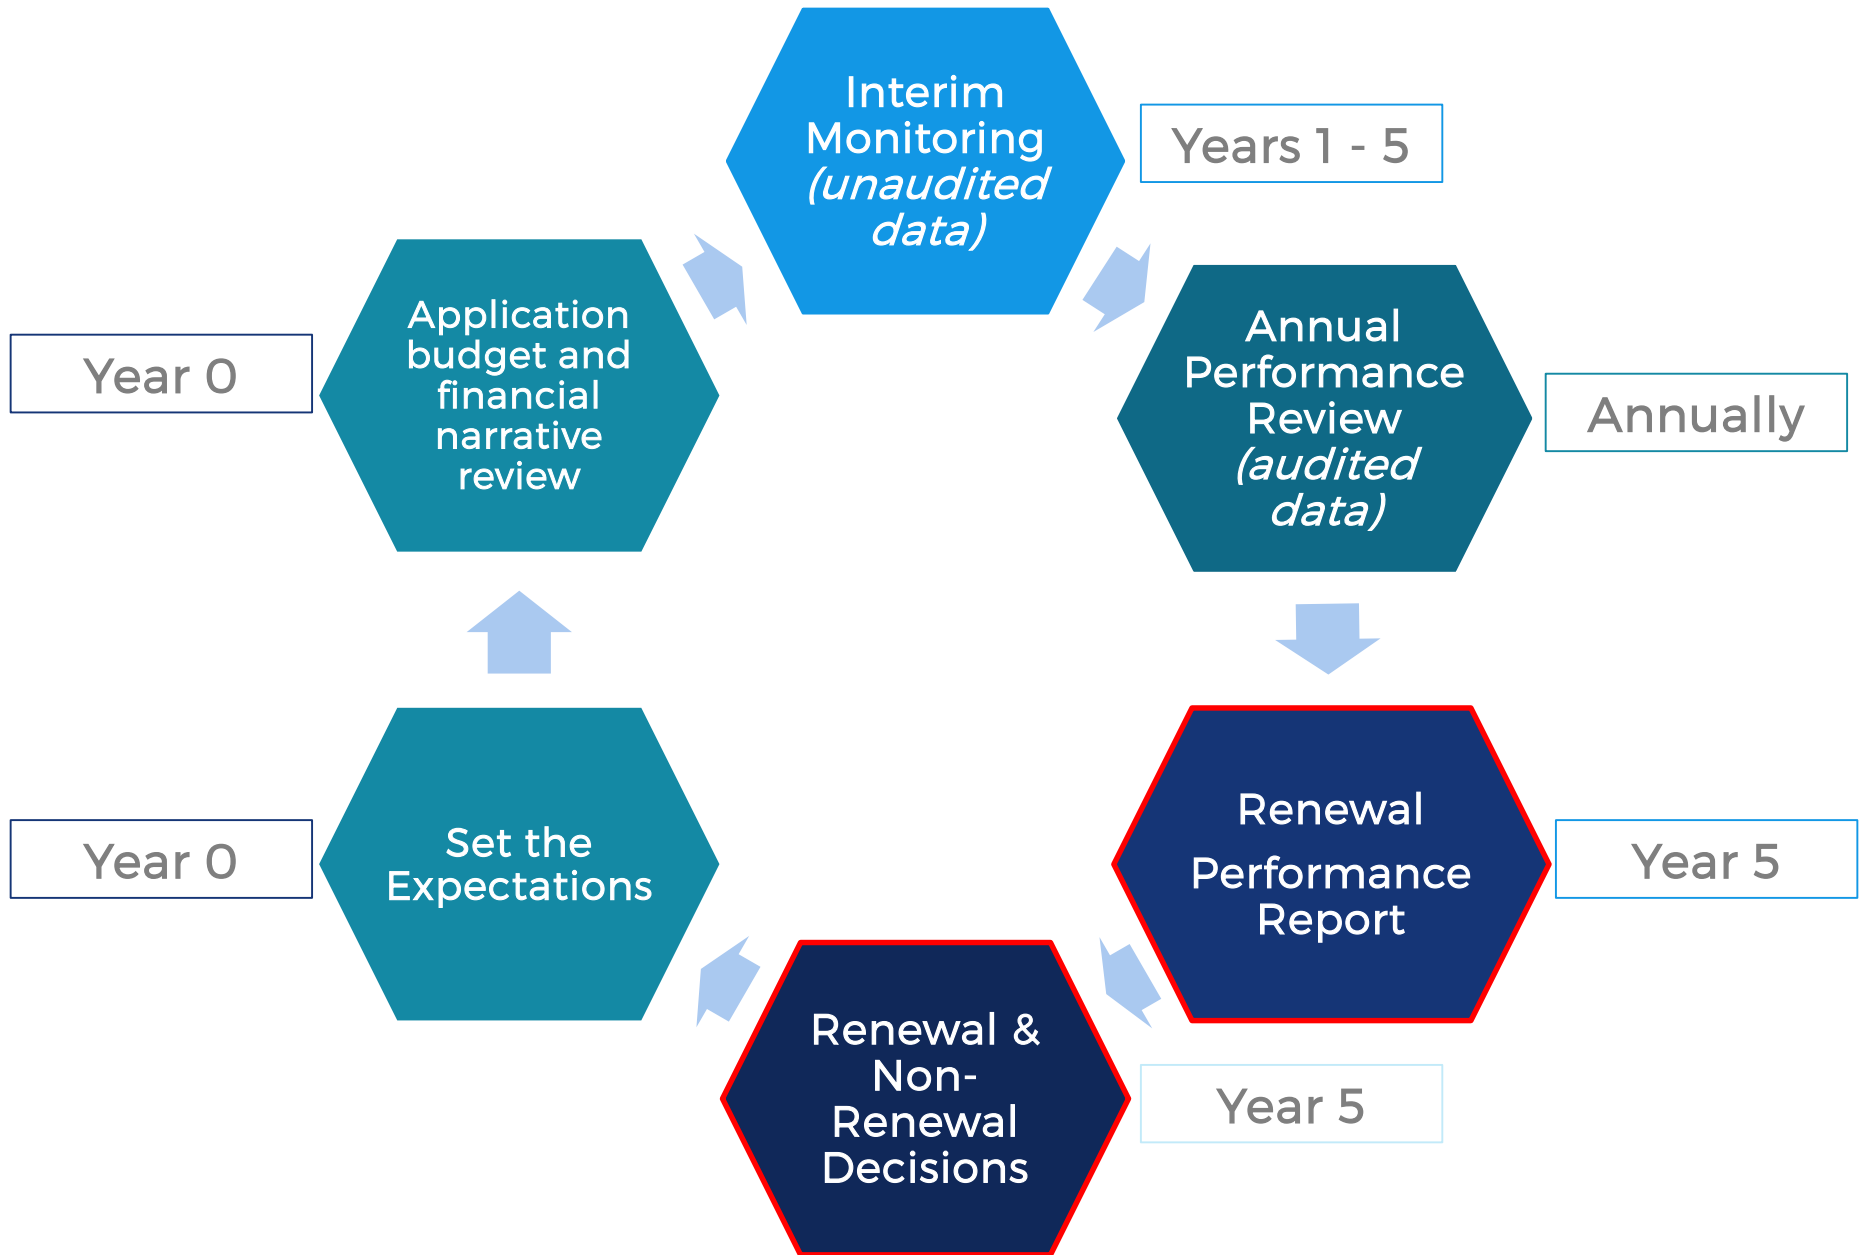 Interim
Monitoring
(unaudited
data)
Years 1 - 5
Application
budget and
financial
narrative
review
Year 0
Annual
Performance
Review
(audited
data)
Annually
Renewal
Performance
Report
Year 5
Set the
Expectations
Year 0
Renewal &
Non-
Renewal
Decisions
Year 5